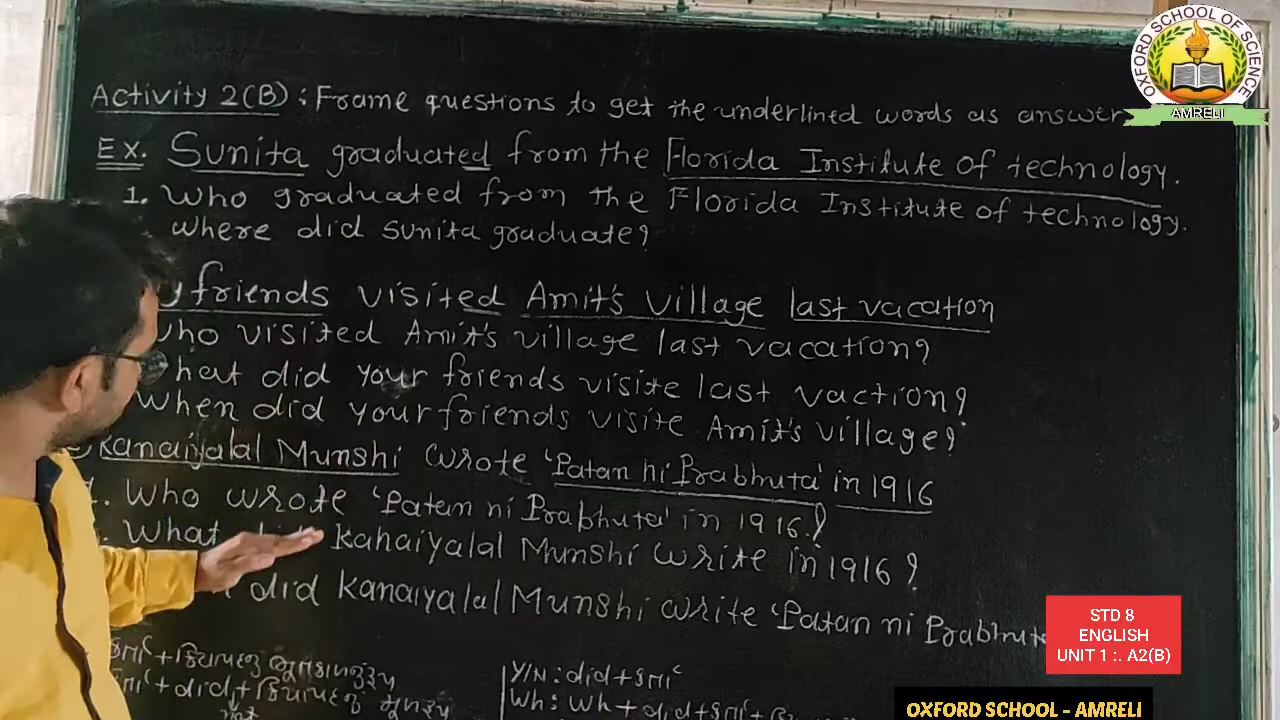 Activity 2(B) : Frame questions to get the underlined words as answer
Ex. Sunita graduated from the Florida Institute of technology.
1. Who graduated from the Florida Institute of technology.
where did sunita graduate?
friends visited Amit's village last vacation
who visited Amit's village last vacation?
what did your friends visite last vaction?
When did your friends visite Amit's village?
Kanaiyalal Munshi wrote 'Patan ni Prabhuta' in 1916
1. Who wrote 'Patan ni Prabhuta' in 1916?
What did Kahaiyalal Munshi write in 1916?
did Kanaiyalal Munshi write 'Patan ni Prabhuta
Y/N: did+કર્તા
Wh: Wh+did+કર્તા+
OXFORD SCHOOL OF SCIENCE
AMRELI
STD 8
ENGLISH
UNIT 1 :. A2(B)
OXFORD SCHOOL - AMRELI